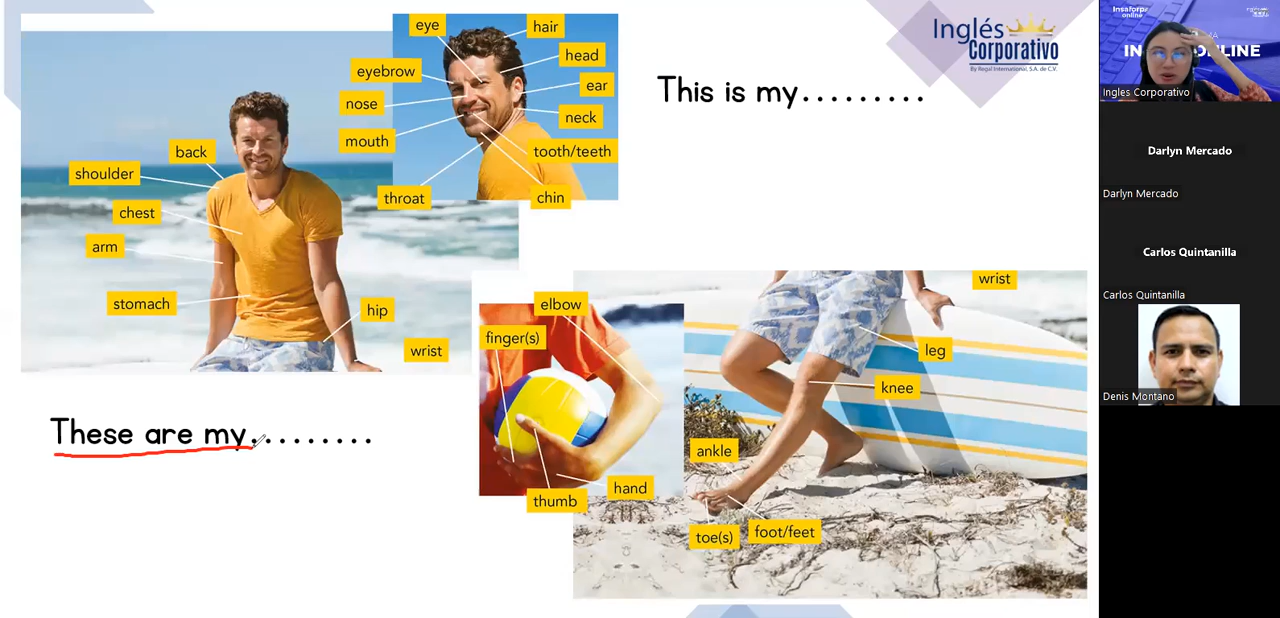 eye
hair
head
eyebrow
ear
nose
neck
mouth
tooth/teeth
throat
chin
back
shoulder
chest
arm
stomach
hip
wrist
This is my.........
Inglés
Corporativo
By Regal International, S.A. de C.V.
These are my.........
elbow
finger(s)
thumb
hand
wrist
leg
knee
ankle
toe(s)
foot/feet
Insaforp
online
Ingles Corporativo
Darlyn Mercado
Darlyn Mercado
Carlos Quintanilla
Carlos Quintanilla
Denis Montano